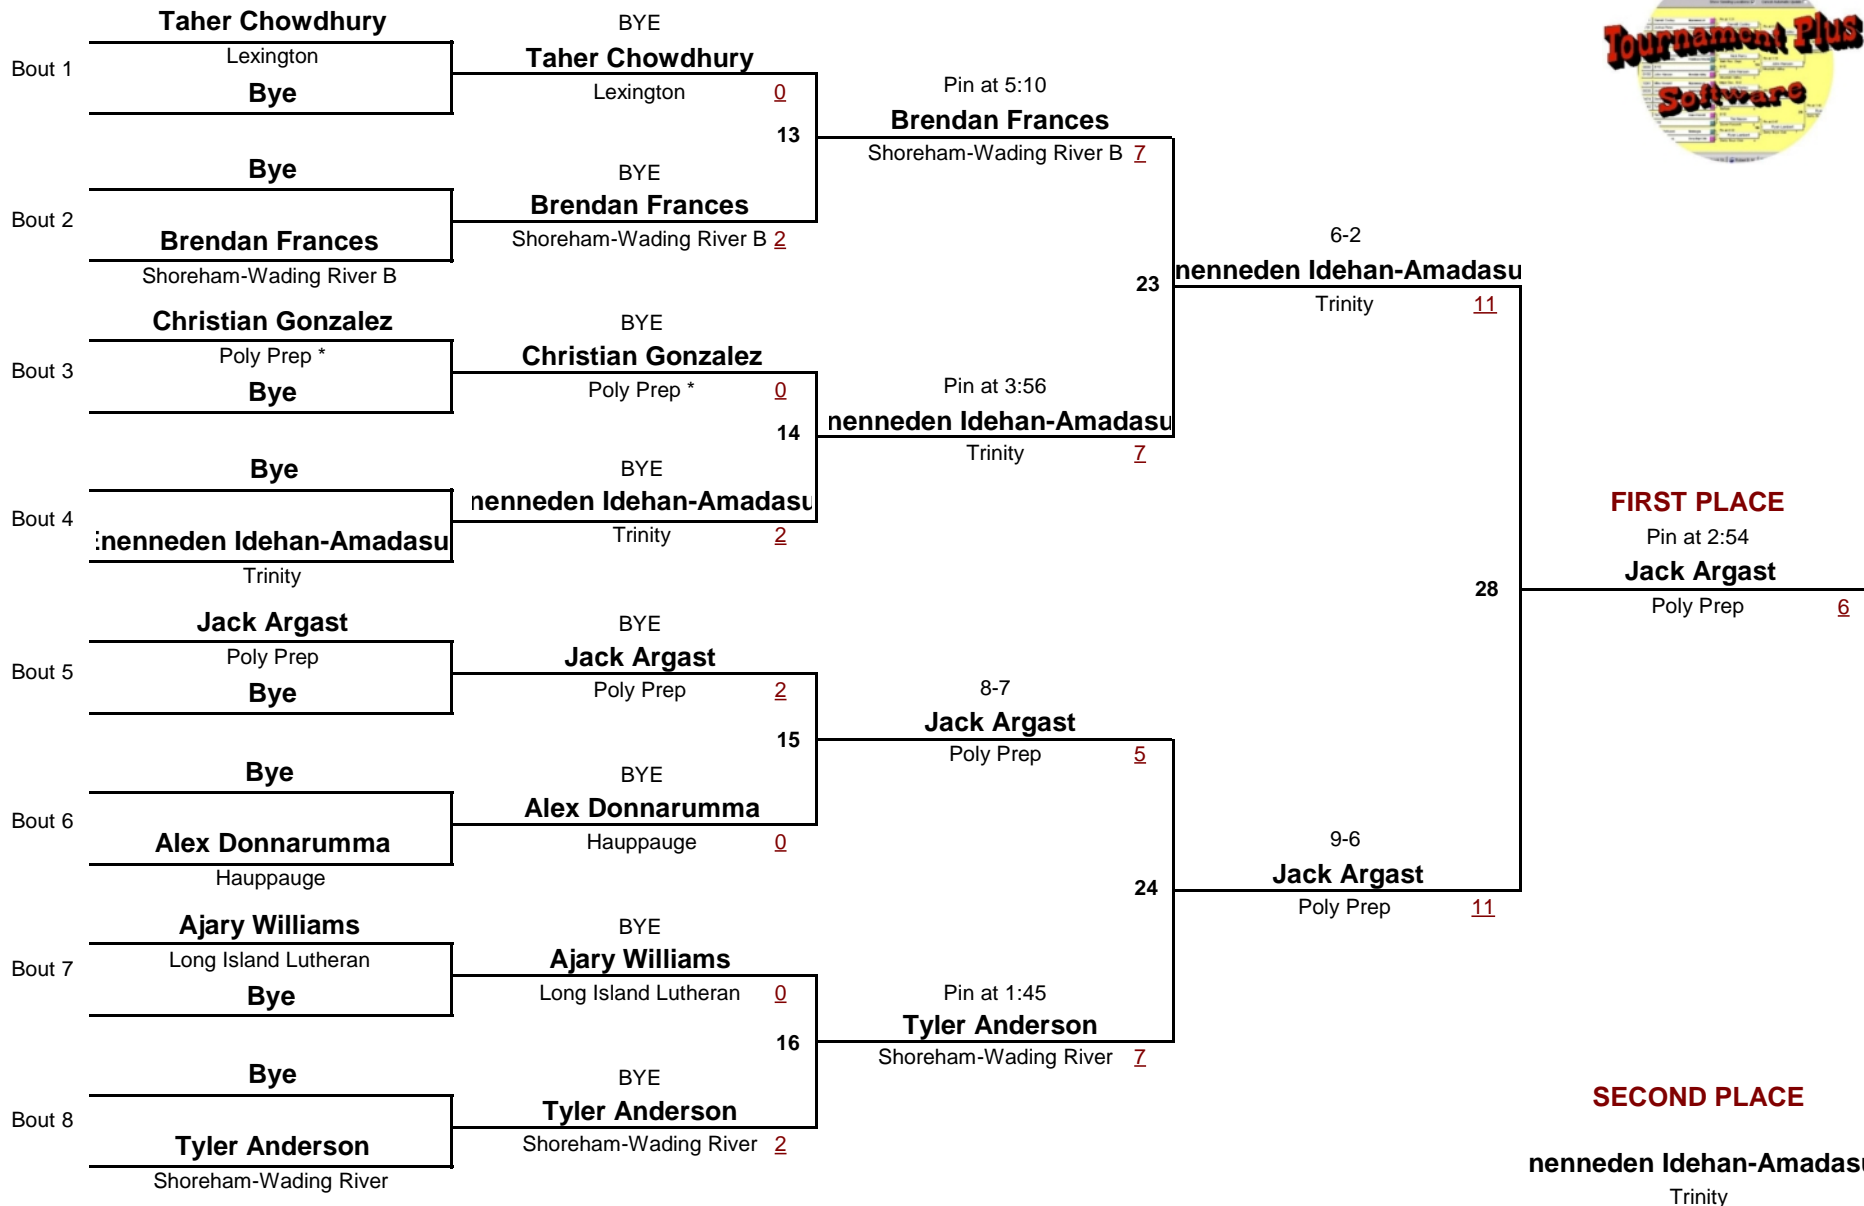 Tournament Plus
Software
Taher Chowdhury
Lexington
Bout 1
Bye
BYE
Taher Chowdhury
Lexington 0
13
Bye
Bout 2
Brendan Frances
Shoreham-Wading River B
BYE
Brendan Frances
Shoreham-Wading River B 2
Pin at 5:10
Brendan Frances
Shoreham-Wading River B 7
23
Christian Gonzalez
Poly Prep *
Bout 3
Bye
BYE
Christian Gonzalez
Poly Prep * 0
14
Bye
Bout 4
nenneden Idehan-Amadasu
Trinity
BYE
nenneden Idehan-Amadasu
Trinity 2
Pin at 3:56
nenneden Idehan-Amadasu
Trinity 7
6-2
nenneden Idehan-Amadasu
Trinity 11
28
Jack Argast
Poly Prep
Bout 5
Bye
BYE
Jack Argast
Poly Prep 2
15
Bye
Bout 6
Alex Donnarumma
Hauppauge
BYE
Alex Donnarumma
Hauppauge 0
8-7
Jack Argast
Poly Prep 5
24
Ajary Williams
Long Island Lutheran
Bout 7
Bye
BYE
Ajary Williams
Long Island Lutheran 0
16
Bye
Bout 8
Tyler Anderson
Shoreham-Wading River
BYE
Tyler Anderson
Shoreham-Wading River 2
Pin at 1:45
Tyler Anderson
Shoreham-Wading River 7
9-6
Jack Argast
Poly Prep 11
FIRST PLACE
Pin at 2:54
Jack Argast
Poly Prep 6
SECOND PLACE
nenneden Idehan-Amadasu
Trinity